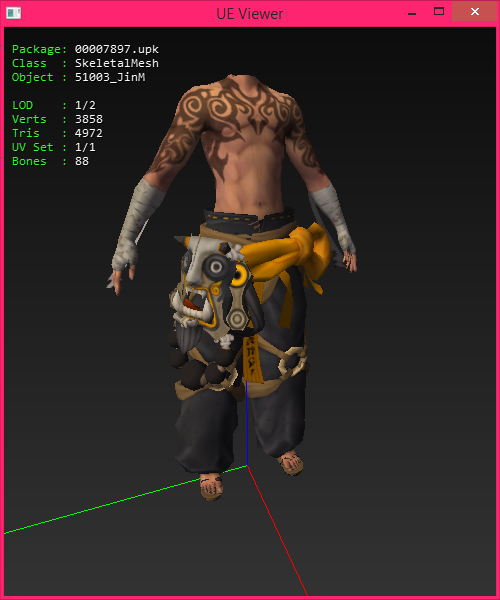 UE Viewer
Package: 00007897.upk
Class : SkeletalMesh
Object : 51003_JinM
LOD : 1/2
Verts : 3858
Tris : 4972
UV Set : 1/1
Bones : 88